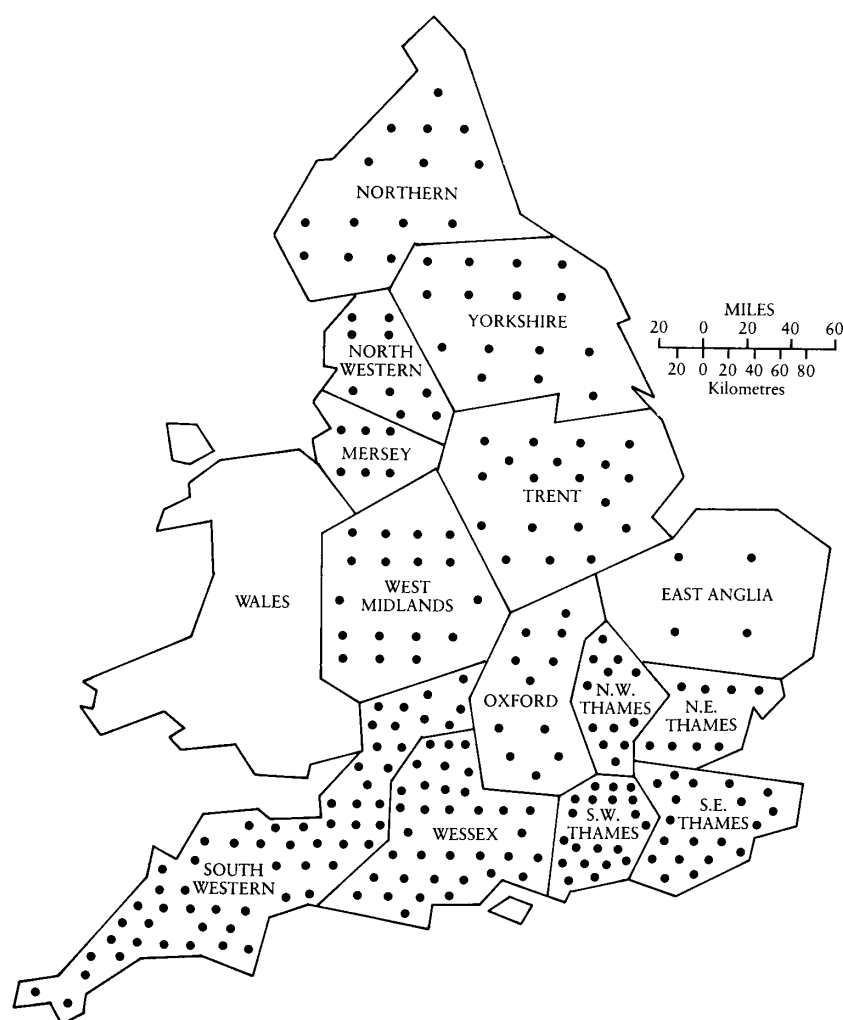 NORTHERN
YORKSHIRE
MILES
20 0 20 40 60
20 0 20 40 60 80
Kilometres
NORTH
WESTERN
MERSEY
TRENT
WALES
WEST
MIDLANDS
EAST ANGLIA
OXFORD
N.W.
THAMES
N.E.
THAMES
S.W.
THAMES
S.E.
THAMES
WESSEX
SOUTH
WESTERN